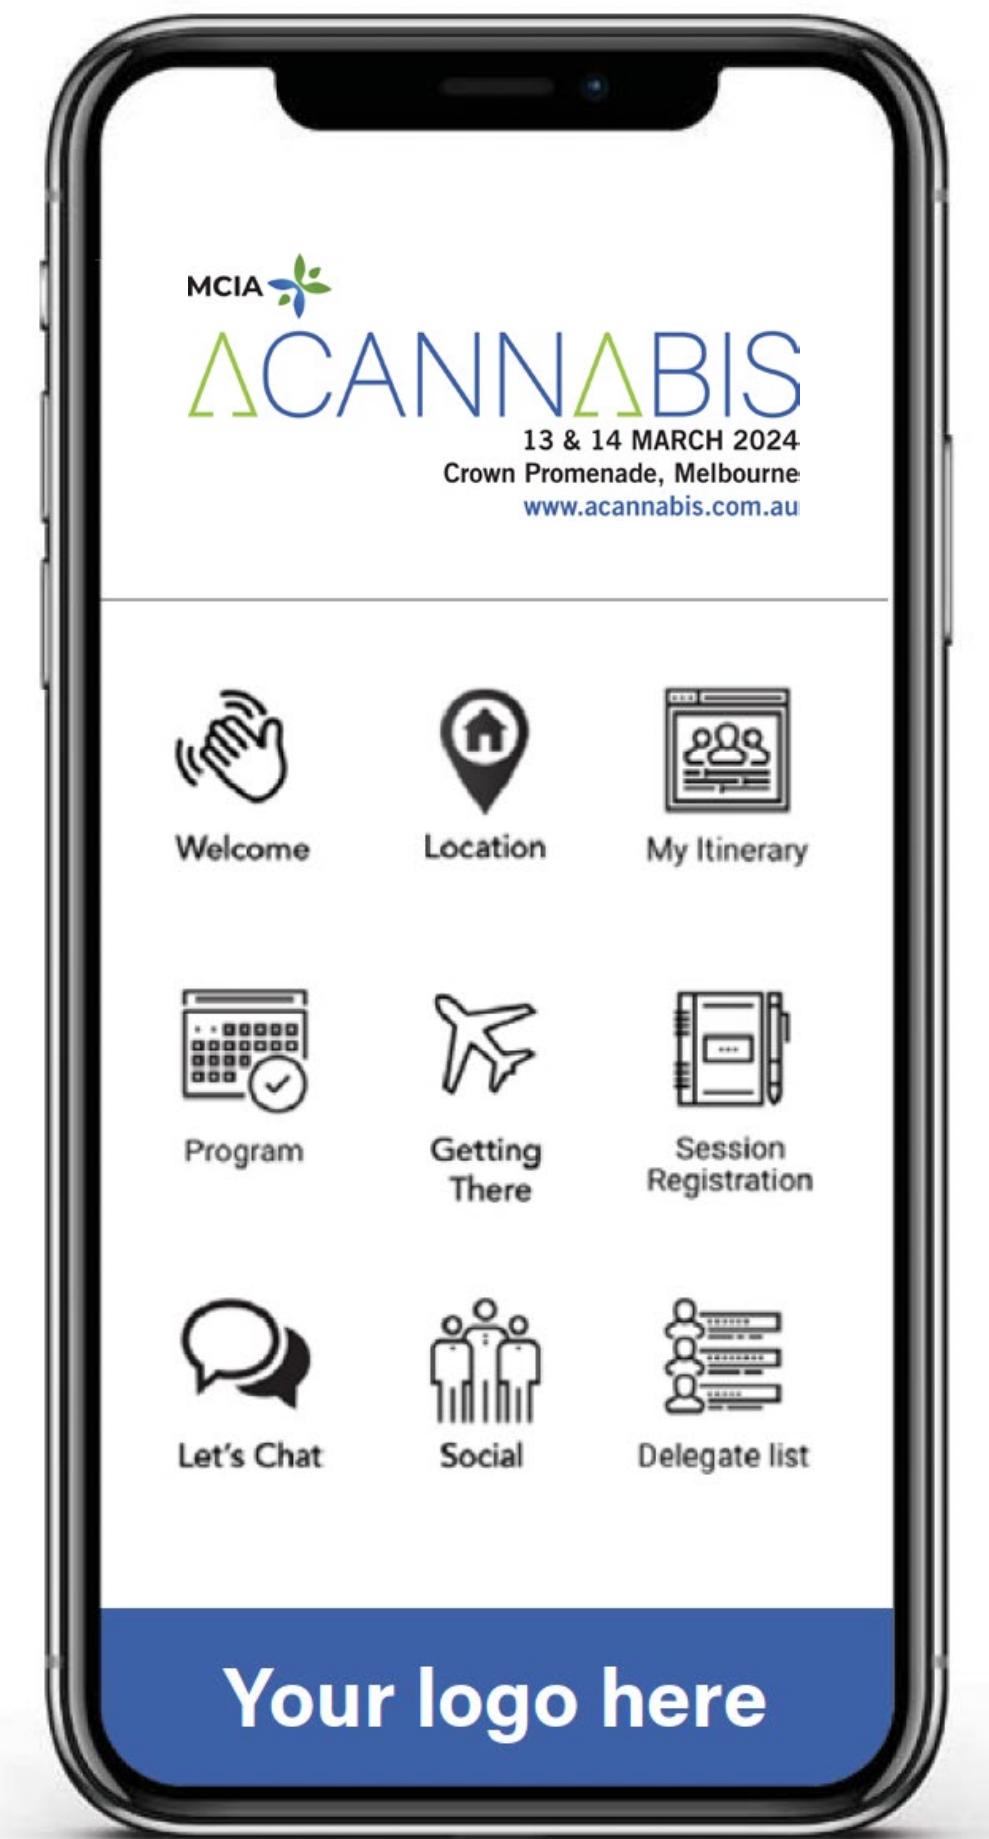 MCIA
ACANNABIS
13 & 14 MARCH 2024
Crown Promenade, Melbourne
www.acannabis.com.au
Welcome
Location
My Itinerary
Program
Getting
There
Session
Registration
Let's Chat
Social
Delegate list
Your logo here